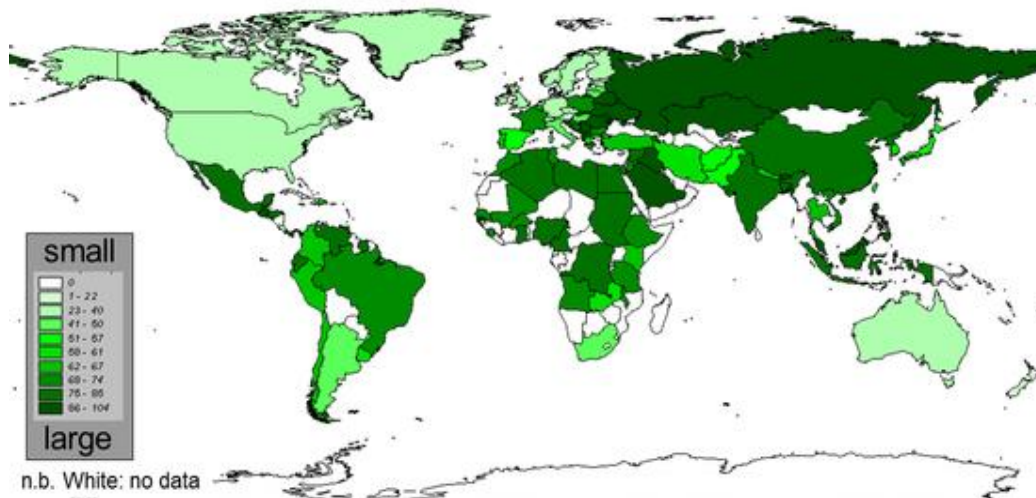 small
0
1 - 22
23 - 40
41 - 50
51 - 57
58 - 61
62 - 67
68 - 74
75 - 85
86 - 104
large
n.b. White: no data